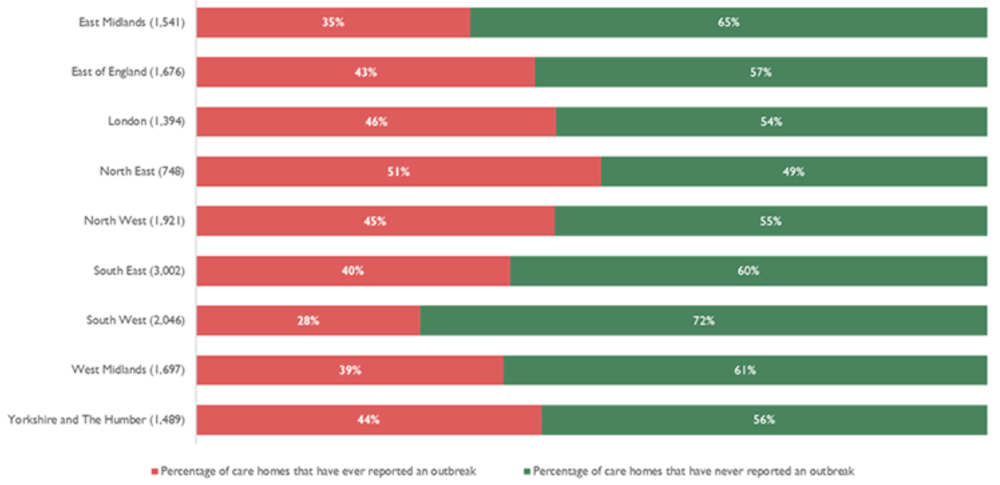 East Midlands (1,541) 35% 65%
East of England (1,676) 43% 57%
London (1,394) 46% 54%
North East (748) 51% 49%
North West (1,921) 45% 55%
South East (3,002) 40% 60%
South West (2,046) 28% 72%
West Midlands (1,697) 39% 61%
Yorkshire and The Humber (1,489) 44% 56%
Percentage of care homes that have ever reported an outbreak Percentage of care homes that have never reported an outbreak